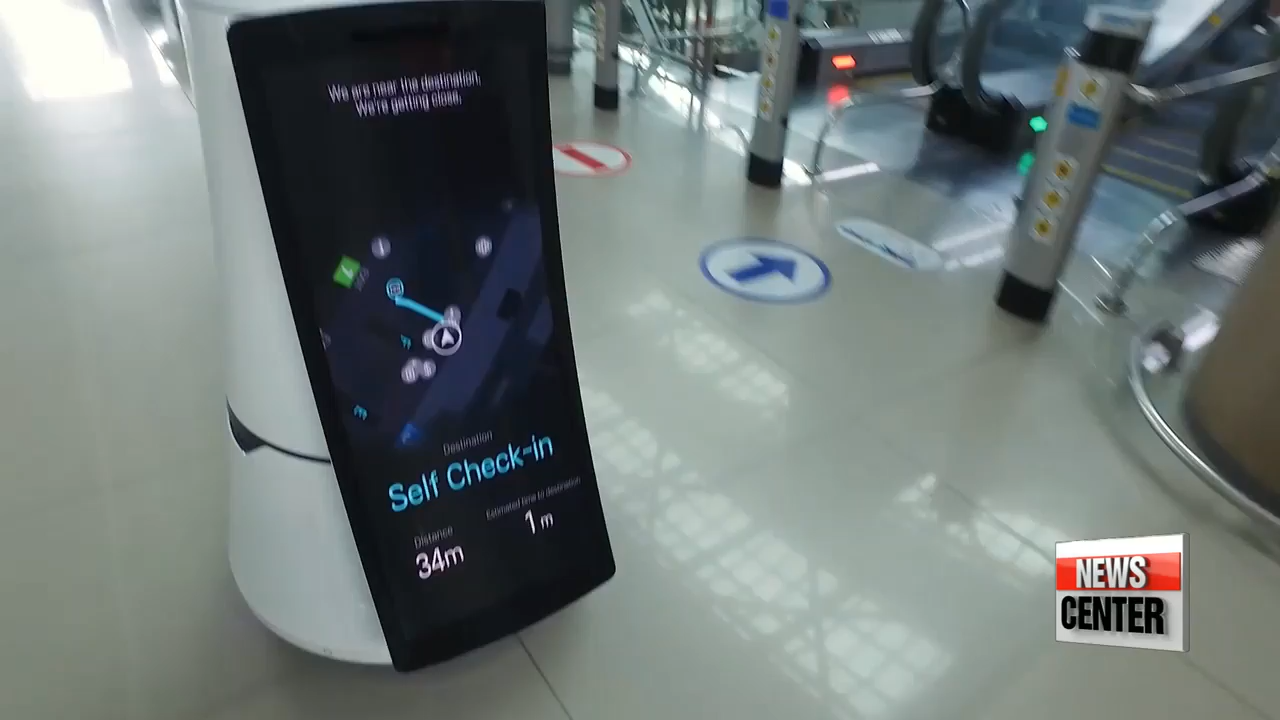 We are near the destination.
We're getting close.
Destination
Self Check-in
Distance
34m
Estimated time to destination
1 m
NEWS
CENTER